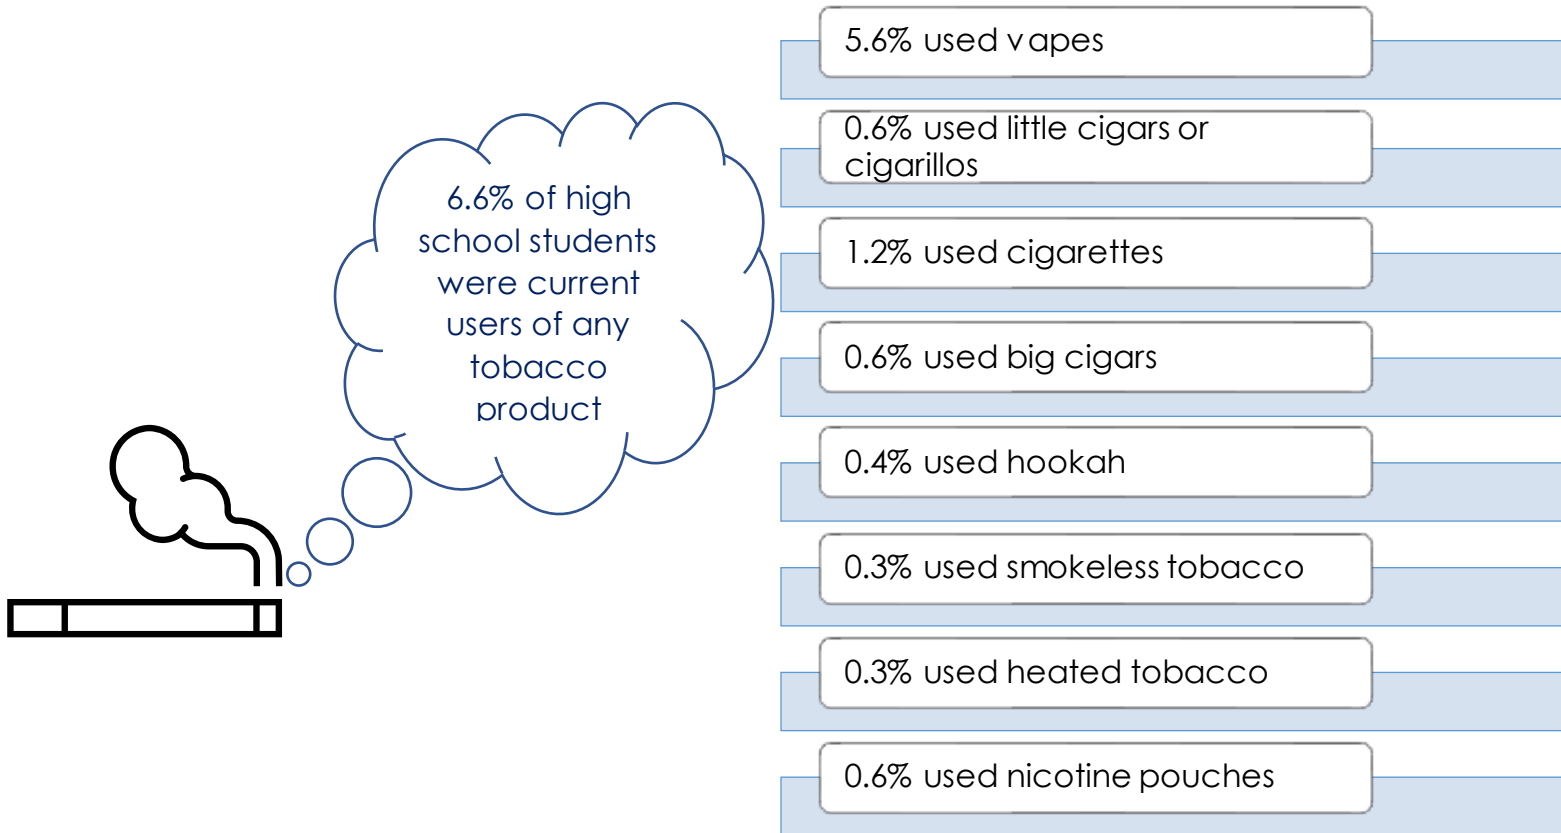 6.6% of high
school students
were current
users of any
tobacco
product
5.6% used vapes
0.6% used little cigars or
cigarillos
1.2% used cigarettes
0.6% used big cigars
0.4% used hookah
0.3% used smokeless tobacco
0.3% used heated tobacco
0.6% used nicotine pouches